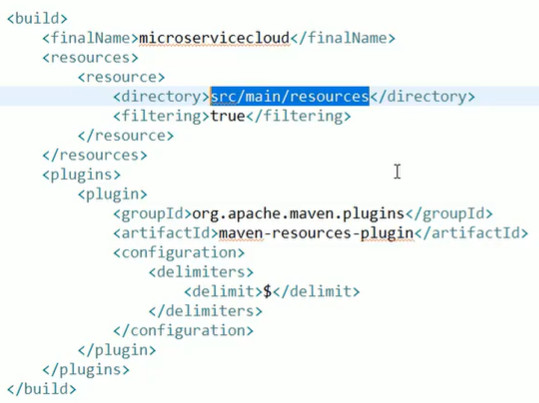 <build>
<finalName>microservicecloud</finalName>
<resources>
<resource>
<directory>src/main/resources</directory>
<filtering>true</filtering>
</resource>
</resources>
<plugins>
<plugin>
<groupId>org.apache.maven.plugins</groupId>
<artifactId>maven-resources-plugin</artifactId>
<configuration>
<delimiters>
<delimit>$</delimit>
</delimiters>
</configuration>
</plugin>
</plugins>
</build>